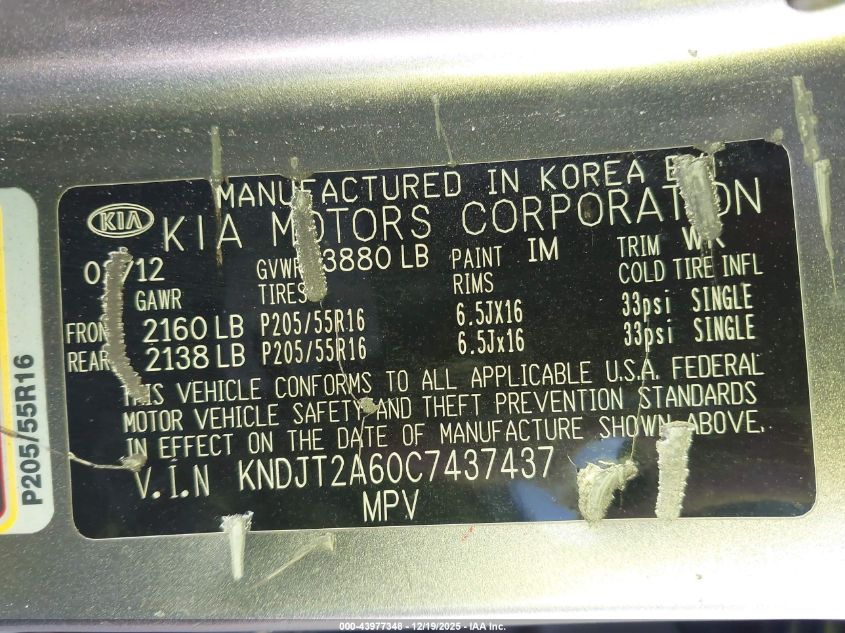 KIA
MANUFACTURED IN KOREA
KIA MOTORS CORPORATION
/12 GVWR 3880 LB PAINT IM TRIM
GAWR TIRES RIMS COLD TIRE INFL
FRONT 2160 LB P205/55R16 6.5JX16 33psi SINGLE
REAR 2138 LB P205/55R16 6.5Jx16 33psi SINGLE
THIS VEHICLE CONFORMS TO ALL APPLICABLE U.S.A. FEDERAL
MOTOR VEHICLE SAFETY AND THEFT PREVENTION STANDARDS
IN EFFECT ON THE DATE OF MANUFACTURE SHOWN ABOVE.
V.I.N KNDJT2A60C7437437
MPV
P205/55R16
000-43977348 - 12/19/2025 - IAA Inc.